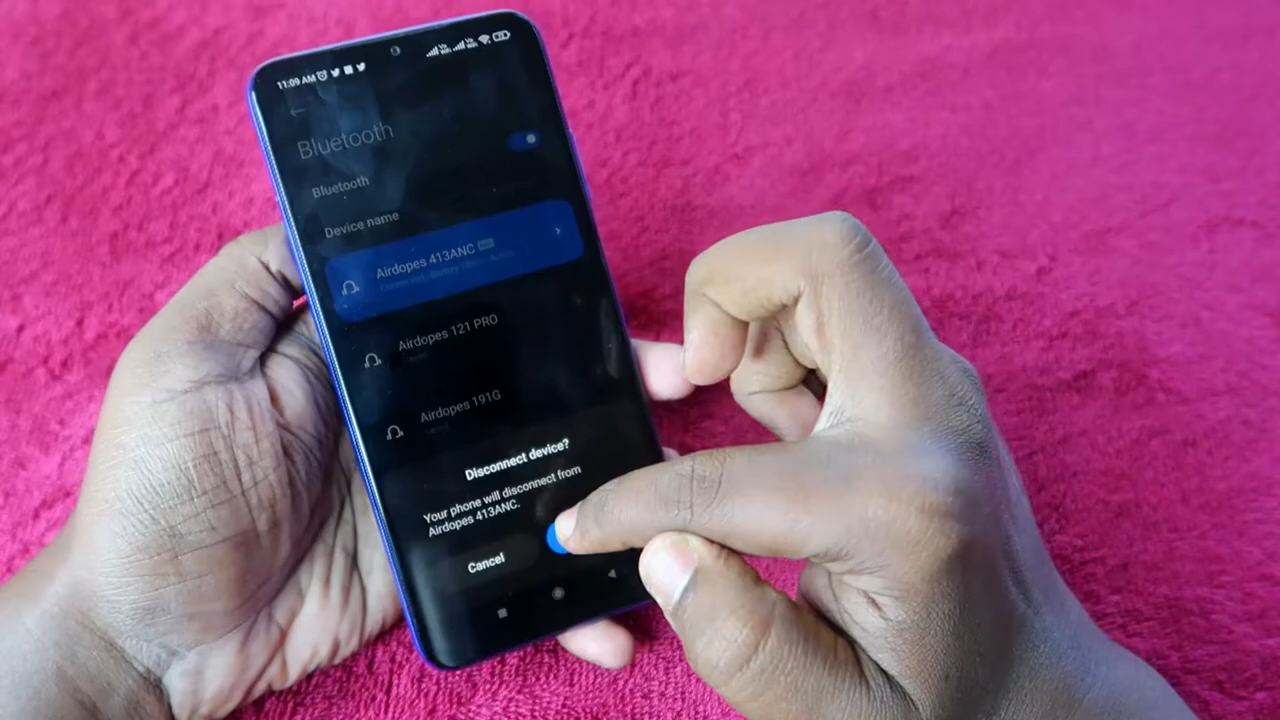 11:09 AM
Bluetooth
Bluetooth
Device name
Airdopes 413ANC
Airdopes 121 PRO
Airdopes 191G
Disconnect device?
Your phone will disconnect from
Airdopes 413ANC.
Cancel